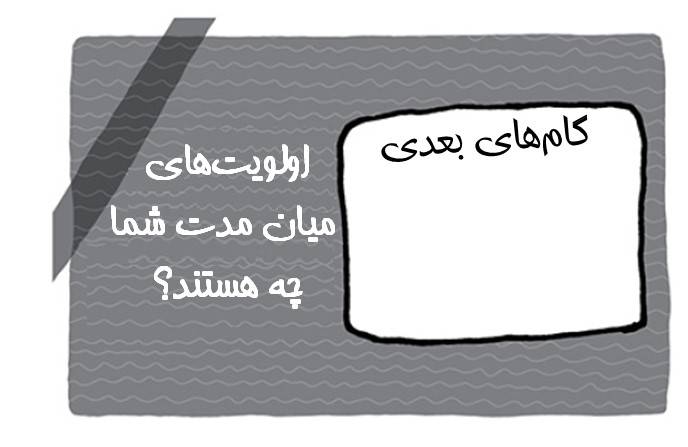 گام‌های بعدی
اولویت‌های
میان مدت شما
چه هستند؟